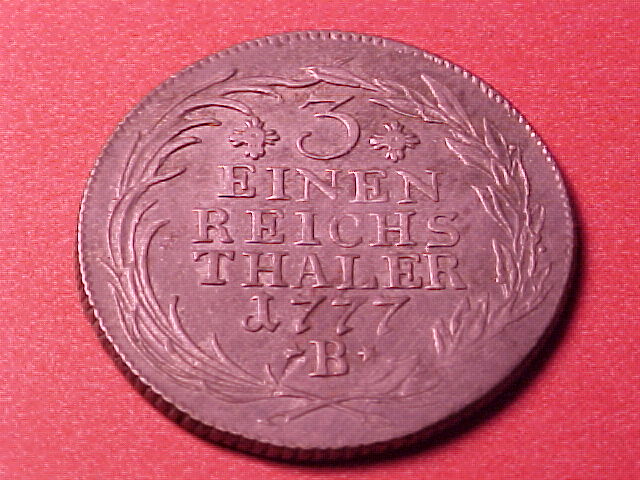 3
EINEN
REICHS
THALER
1777
B